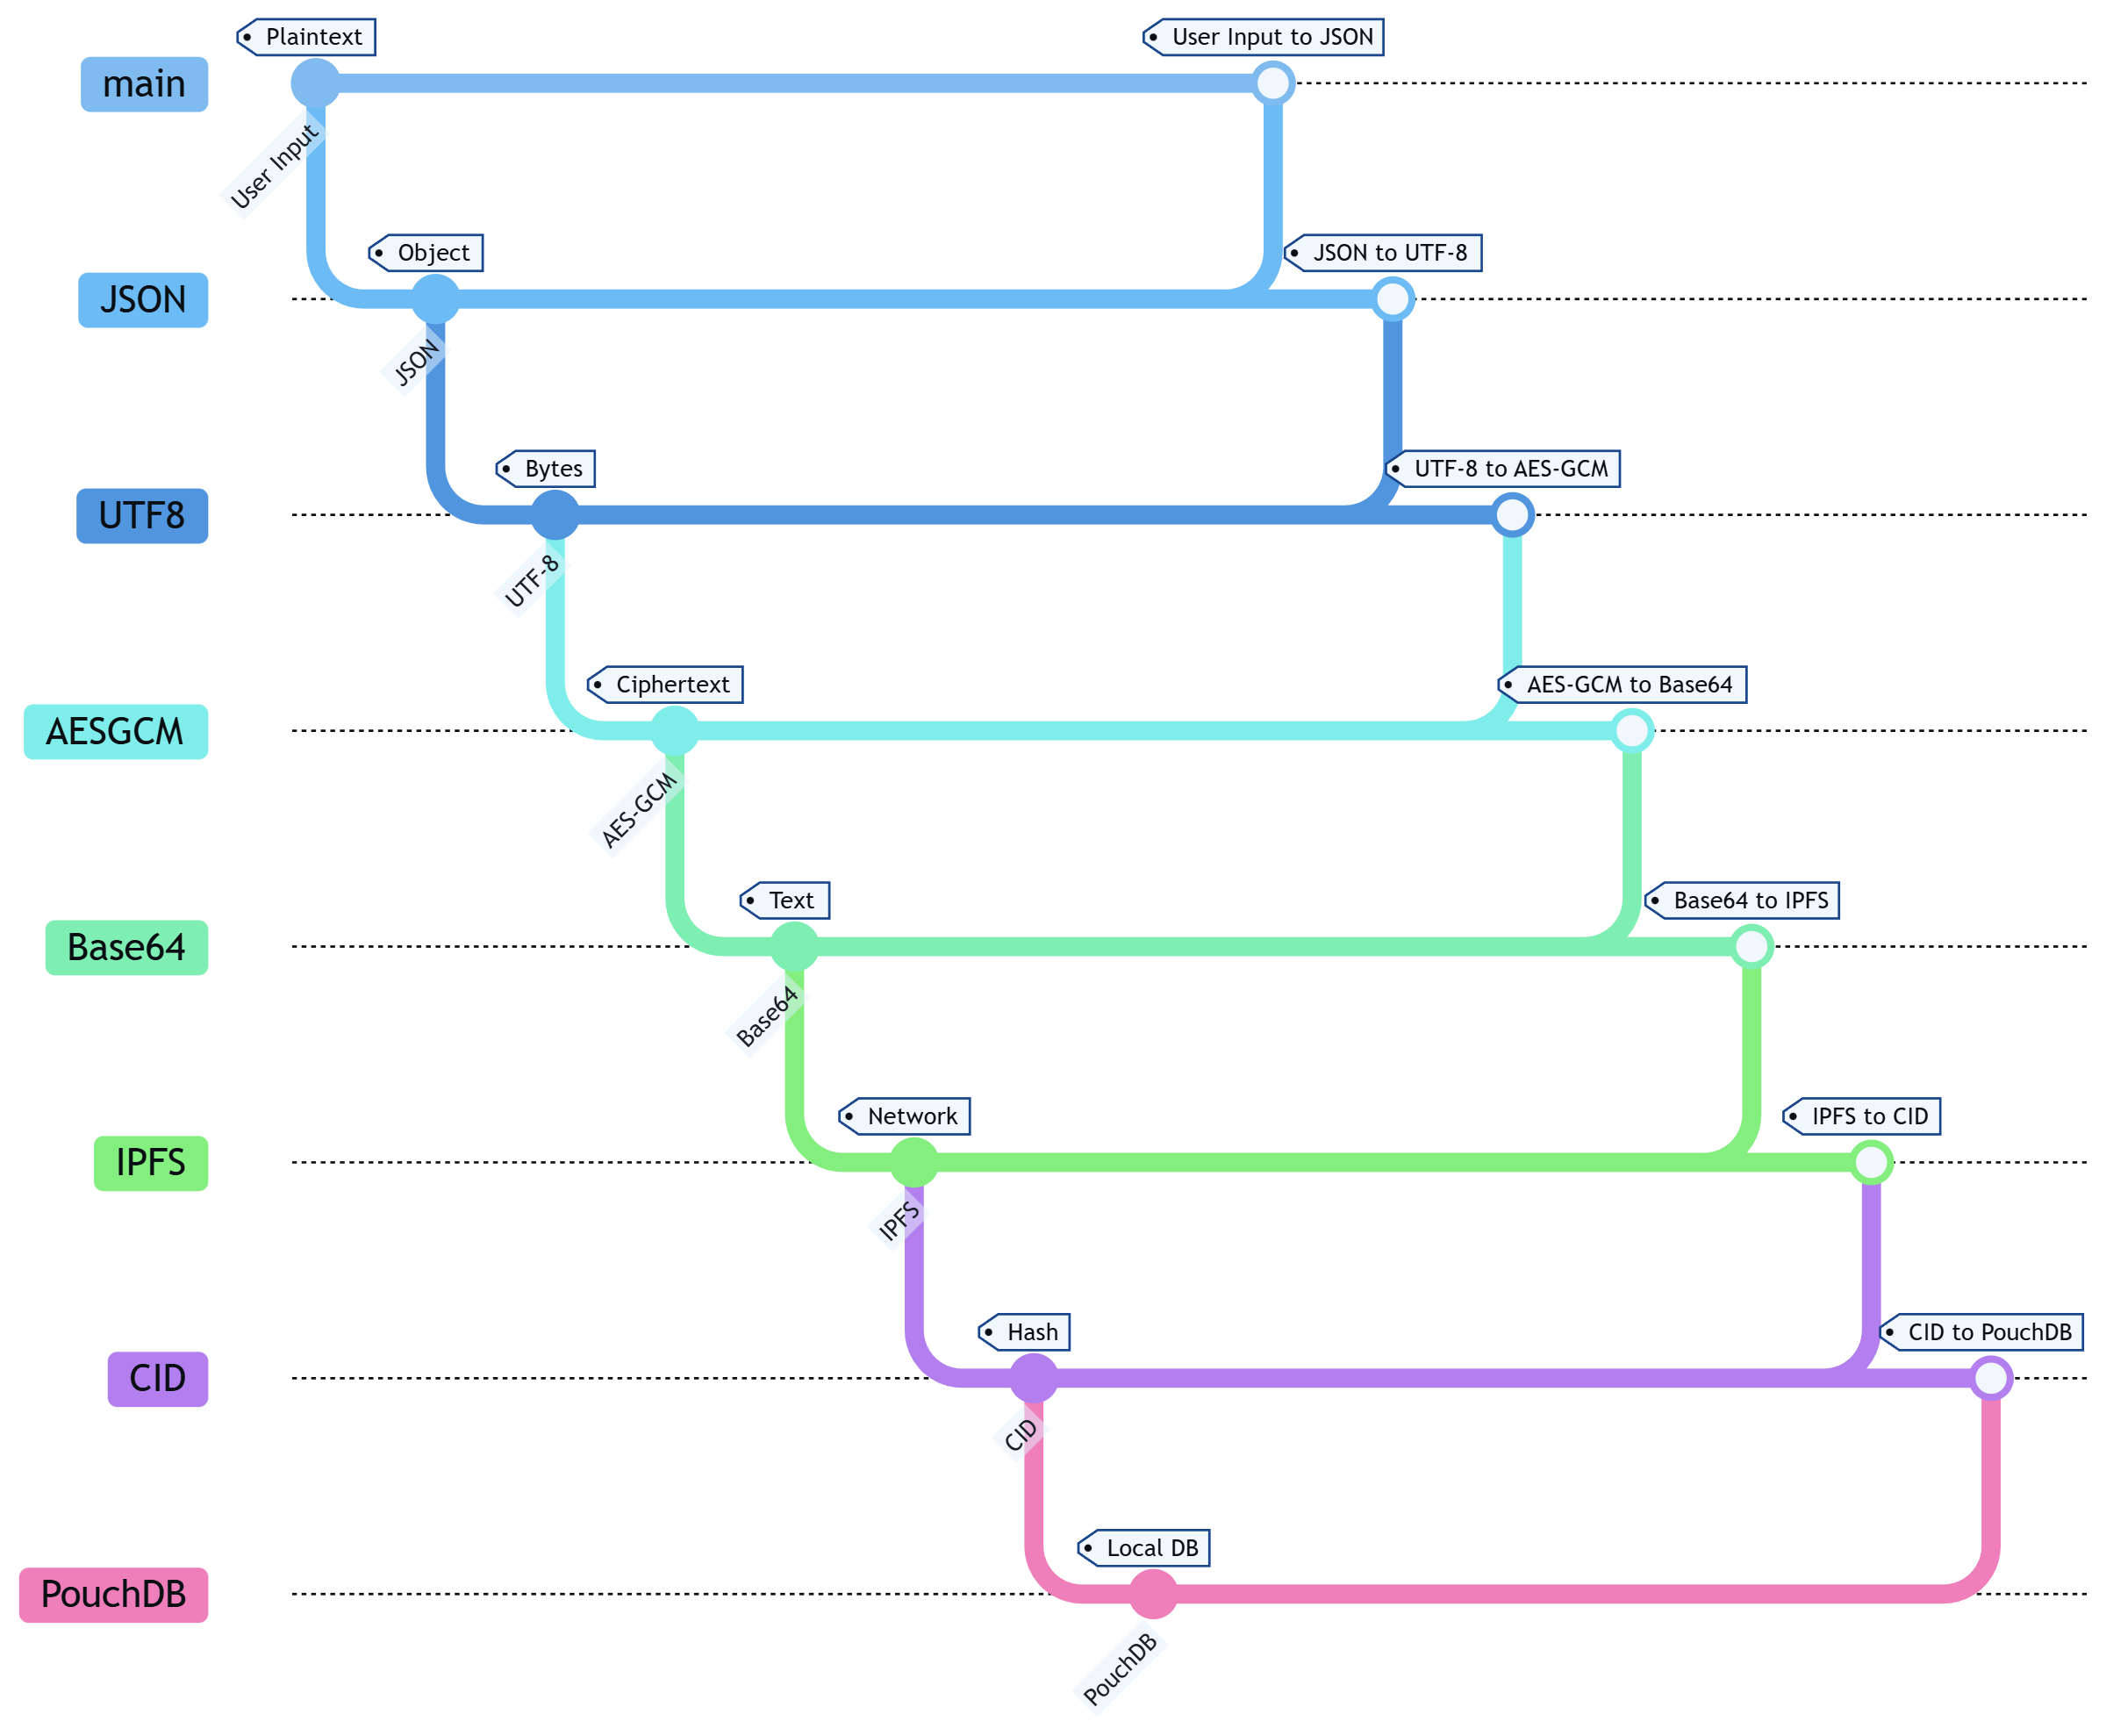 Plaintext
User Input to JSON
main
User Input
Object
JSON to UTF-8
JSON
JSON
Bytes
UTF-8 to AES-GCM
UTF8
UTF-8
Ciphertext
AES-GCM to Base64
AESGCM
AES-GCM
Text
Base64 to IPFS
Base64
Base64
Network
IPFS to CID
IPFS
IPFS
Hash
CID to PouchDB
CID
CID
Local DB
PouchDB
PouchDB